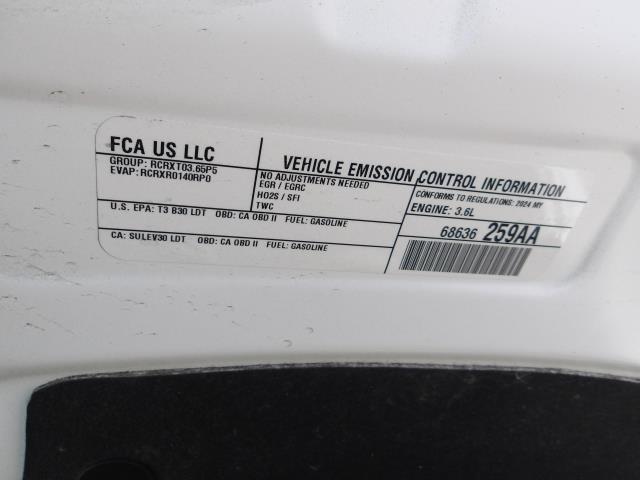 FCA US LLC
GROUP: RCRXT03.65P5
EVAP: RCRXR0140RP0
VEHICLE EMISSION CONTROL INFORMATION
NO ADJUSTMENTS NEEDED
EGR / EGRC
HO2S / SFI
TWC
CONFORMS TO REGULATIONS: 2024 MY
ENGINE: 3.6L
U.S. EPA: T3 B30 LDT OBD: CA OBD II FUEL: GASOLINE
CA: SULEV30 LDT OBD: CA OBD II FUEL: GASOLINE
68636 259AA